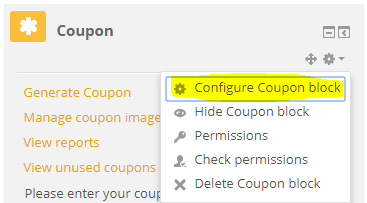 Coupon
Generate Coupon
Manage coupon image
View reports
View unused coupons
Please enter your coup
Configure Coupon block
Hide Coupon block
Permissions
Check permissions
Delete Coupon block